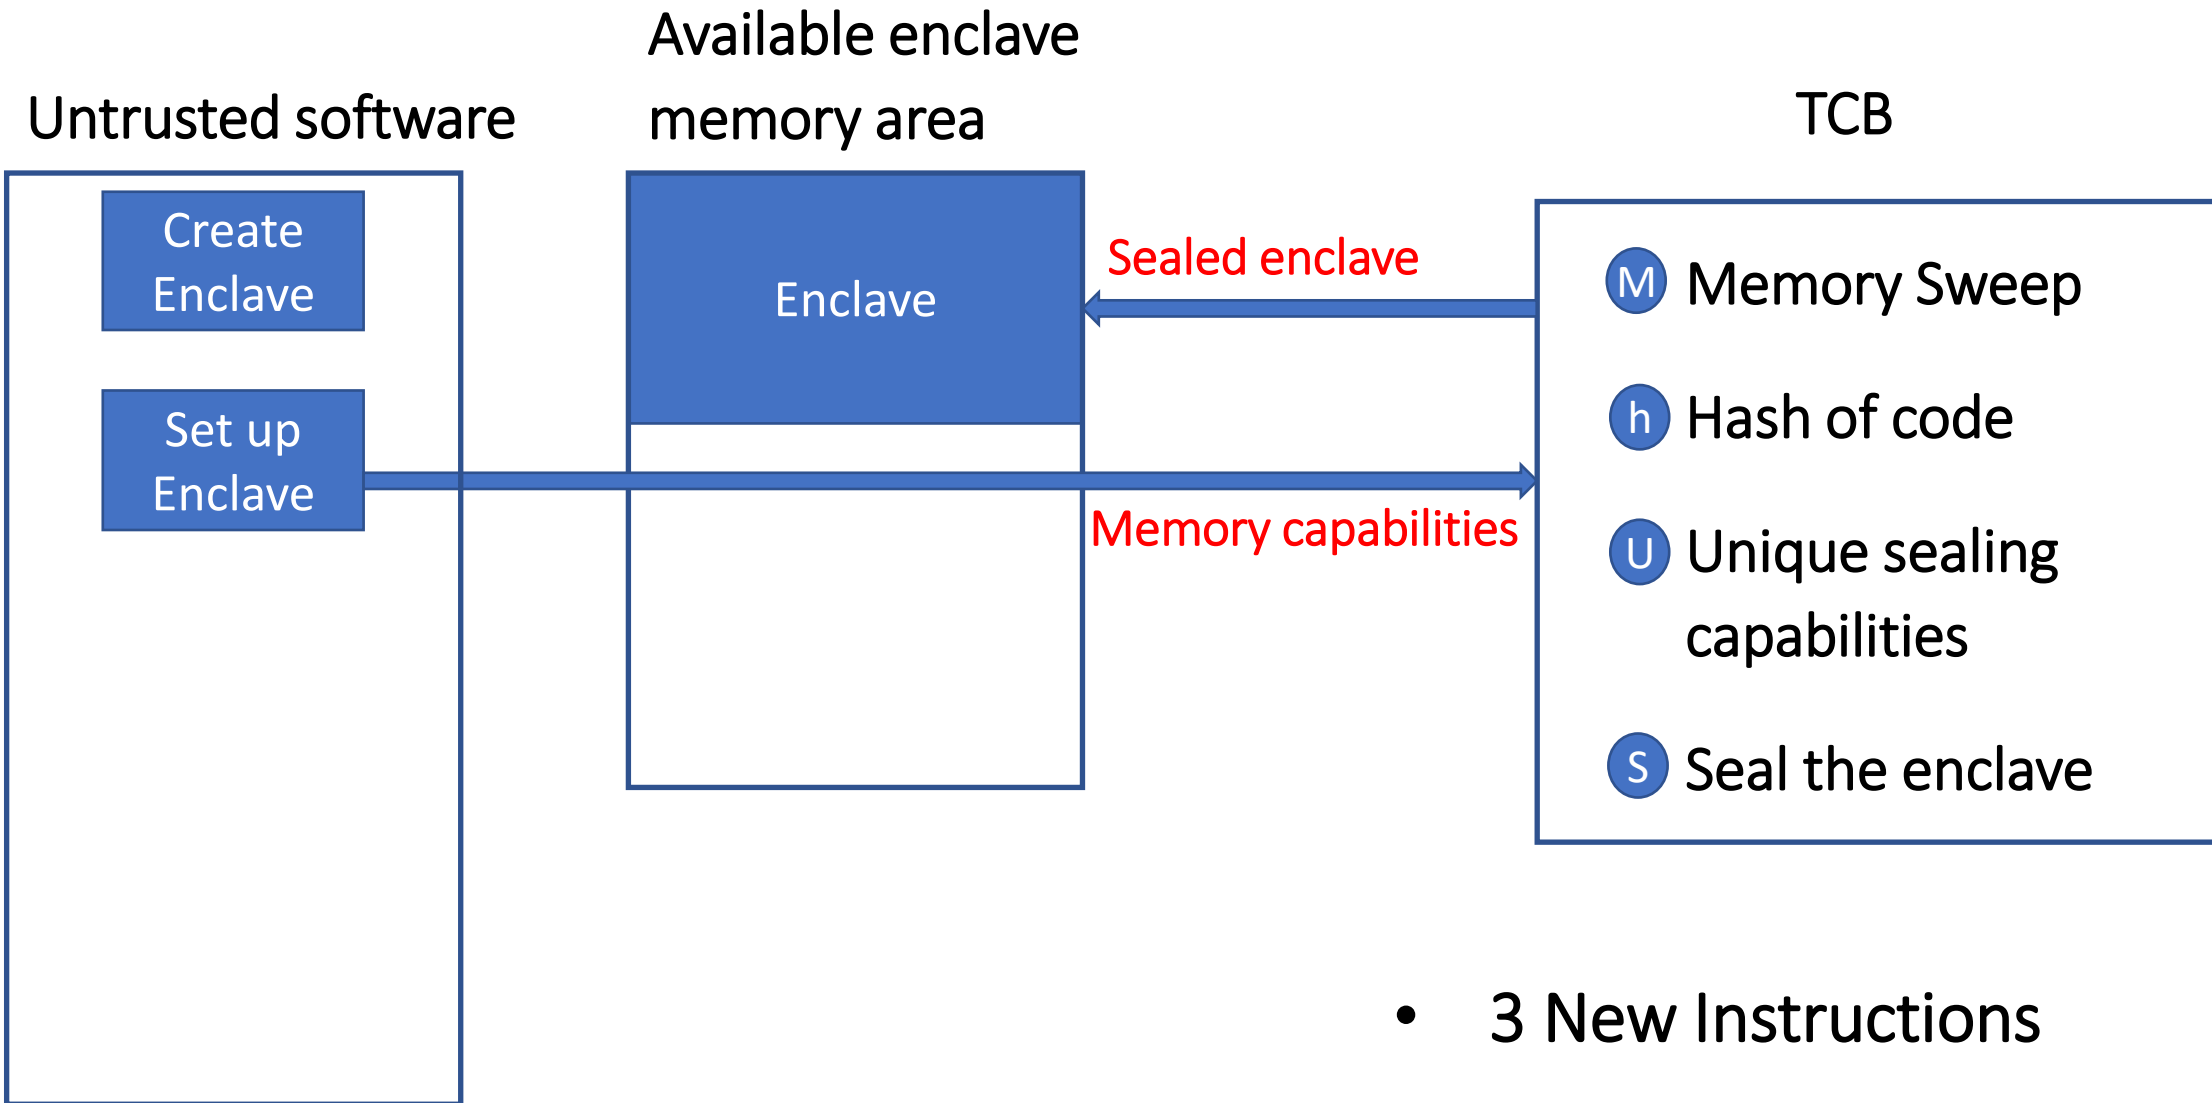 Untrusted software
Create
Enclave
Set up
Enclave
Available enclave
memory area
Enclave
Sealed enclave
Memory capabilities
TCB
M Memory Sweep
h Hash of code
U Unique sealing
capabilities
S Seal the enclave
• 3 New Instructions